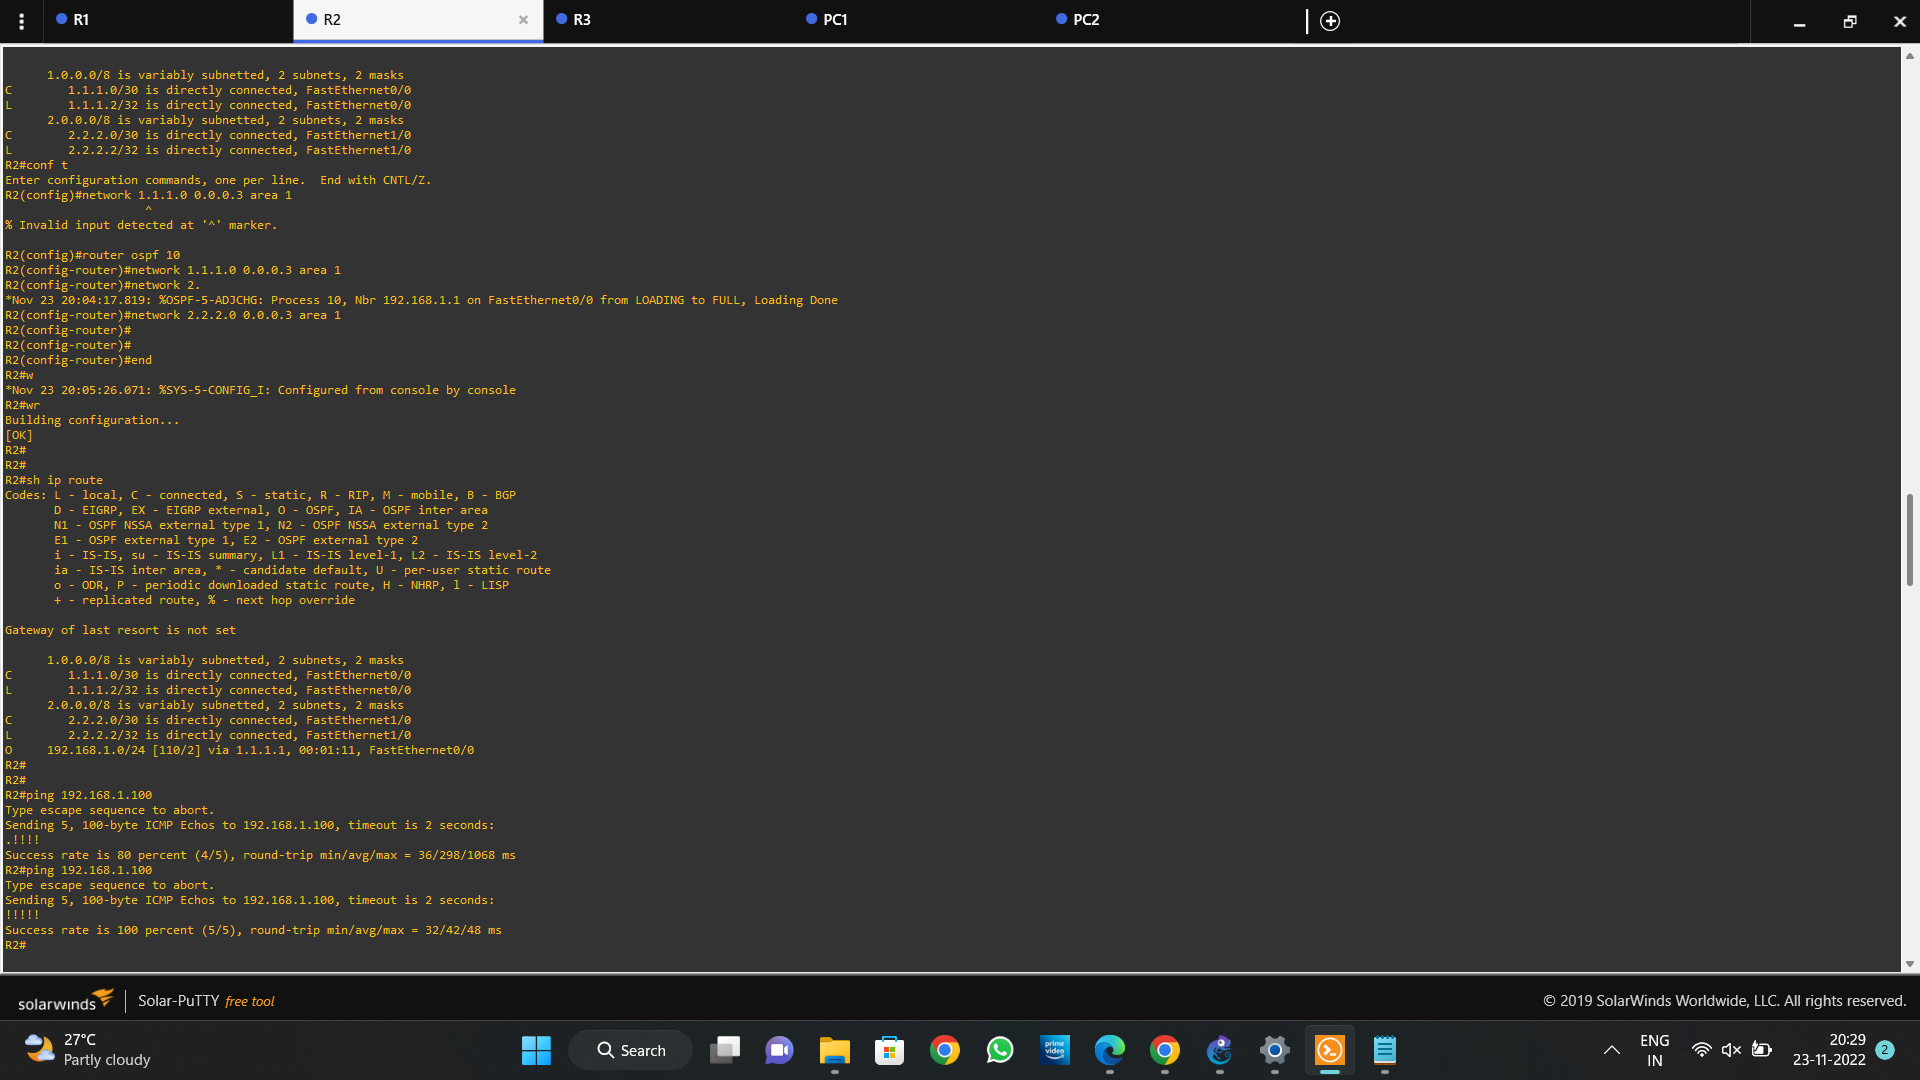 R1
R2
R3
PC1
PC2
1.0.0.0/8 is variably subnetted, 2 subnets, 2 masks
C        1.1.1.0/30 is directly connected, FastEthernet0/0
L        1.1.1.2/32 is directly connected, FastEthernet0/0
2.0.0.0/8 is variably subnetted, 2 subnets, 2 masks
C        2.2.2.0/30 is directly connected, FastEthernet1/0
L        2.2.2.2/32 is directly connected, FastEthernet1/0
R2#conf t
Enter configuration commands, one per line.  End with CNTL/Z.
R2(config)#network 1.1.1.0 0.0.0.3 area 1
^
% Invalid input detected at '^' marker.
R2(config)#router ospf 10
R2(config-router)#network 1.1.1.0 0.0.0.3 area 1
R2(config-router)#network 2.
*Nov 23 20:04:17.819: %OSPF-5-ADJCHG: Process 10, Nbr 192.168.1.1 on FastEthernet0/0 from LOADING to FULL, Loading Done
R2(config-router)#network 2.2.2.0 0.0.0.3 area 1
R2(config-router)#
R2(config-router)#
R2(config-router)#end
R2#w
*Nov 23 20:05:26.071: %SYS-5-CONFIG_I: Configured from console by console
R2#wr
Building configuration...
[OK]
R2#
R2#
R2#sh ip route
Codes: L - local, C - connected, S - static, R - RIP, M - mobile, B - BGP
D - EIGRP, EX - EIGRP external, O - OSPF, IA - OSPF inter area
N1 - OSPF NSSA external type 1, N2 - OSPF NSSA external type 2
E1 - OSPF external type 1, E2 - OSPF external type 2
i - IS-IS, su - IS-IS summary, L1 - IS-IS level-1, L2 - IS-IS level-2
ia - IS-IS inter area, * - candidate default, U - per-user static route
o - ODR, P - periodic downloaded static route, H - NHRP, l - LISP
+ - replicated route, % - next hop override
Gateway of last resort is not set
1.0.0.0/8 is variably subnetted, 2 subnets, 2 masks
C        1.1.1.0/30 is directly connected, FastEthernet0/0
L        1.1.1.2/32 is directly connected, FastEthernet0/0
2.0.0.0/8 is variably subnetted, 2 subnets, 2 masks
C        2.2.2.0/30 is directly connected, FastEthernet1/0
L        2.2.2.2/32 is directly connected, FastEthernet1/0
O     192.168.1.0/24 [110/2] via 1.1.1.1, 00:01:11, FastEthernet0/0
R2#
R2#
R2#ping 192.168.1.100
Type escape sequence to abort.
Sending 5, 100-byte ICMP Echos to 192.168.1.100, timeout is 2 seconds:
.!!!!
Success rate is 80 percent (4/5), round-trip min/avg/max = 36/298/1068 ms
R2#ping 192.168.1.100
Type escape sequence to abort.
Sending 5, 100-byte ICMP Echos to 192.168.1.100, timeout is 2 seconds:
!!!!!
Success rate is 100 percent (5/5), round-trip min/avg/max = 32/42/48 ms
R2#
solarwinds
Solar-PuTTY free tool
© 2019 SolarWinds Worldwide, LLC. All rights reserved.
27°C
Partly cloudy
Search
prime video
ENG
IN
20:29
23-11-2022
2